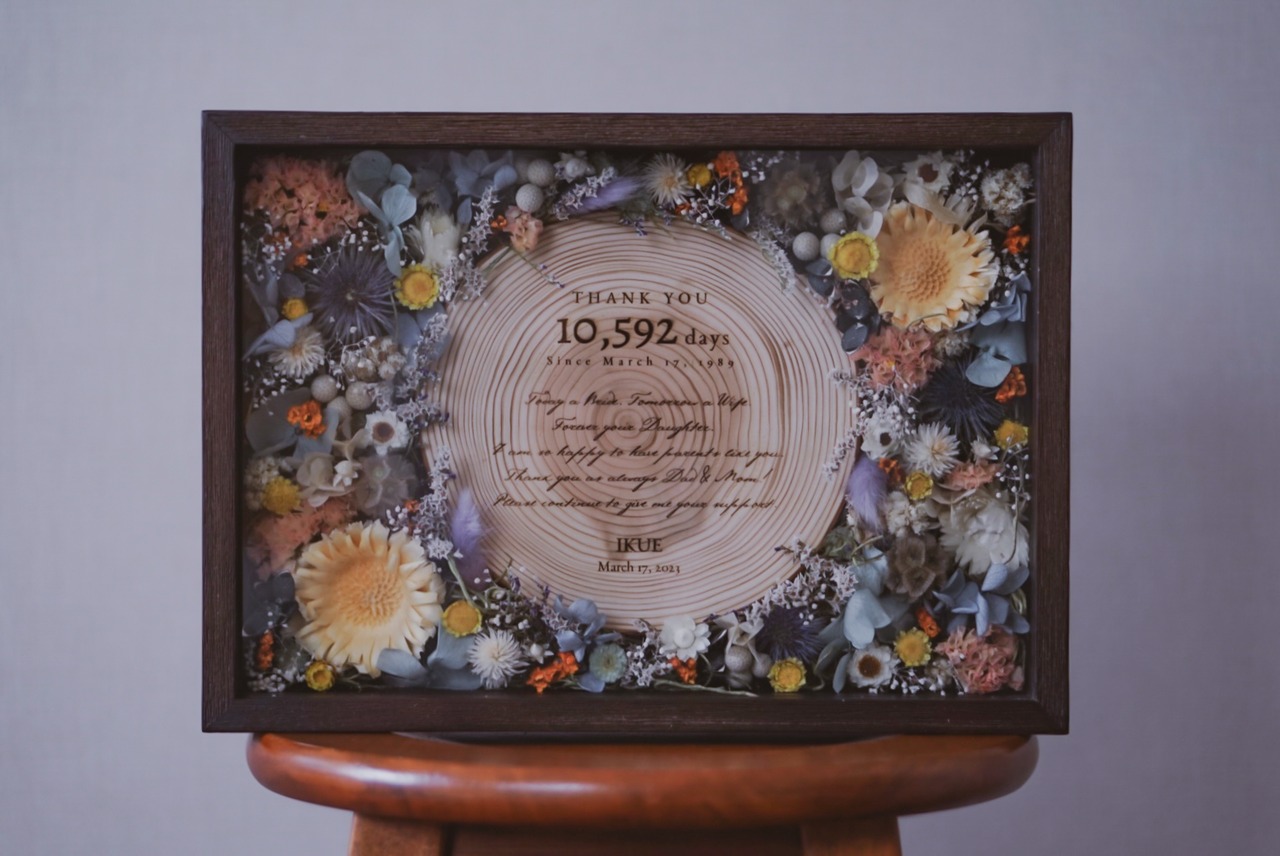 THANK YOU
10,592 days
Since March 17, 1989
Today a Bride. Tomorrow a Wife.
Forever your Daughter.
I am so happy to have parents like you.
Thank you as always Dad & Mom!
Please continue to give me your support.
IKUE
March 17, 2023